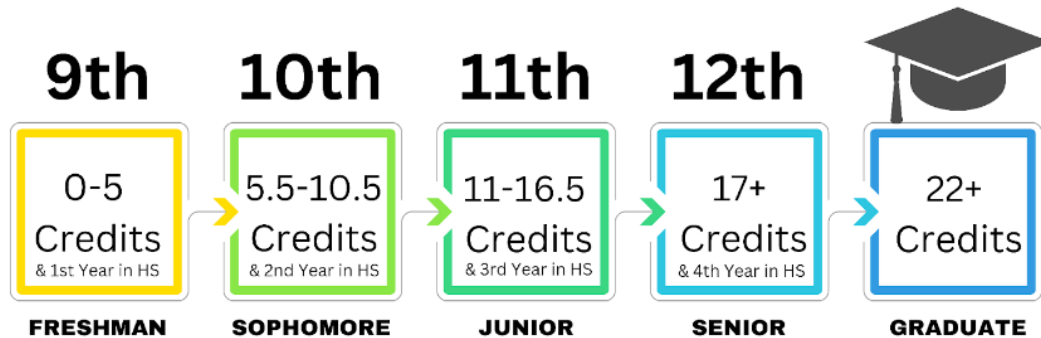 9th
0-5
Credits
& 1st Year in HS
FRESHMAN
10th
5.5-10.5
Credits
& 2nd Year in HS
SOPHOMORE
11th
11-16.5
Credits
& 3rd Year in HS
JUNIOR
12th
17+
Credits
& 4th Year in HS
SENIOR
22+
Credits
GRADUATE